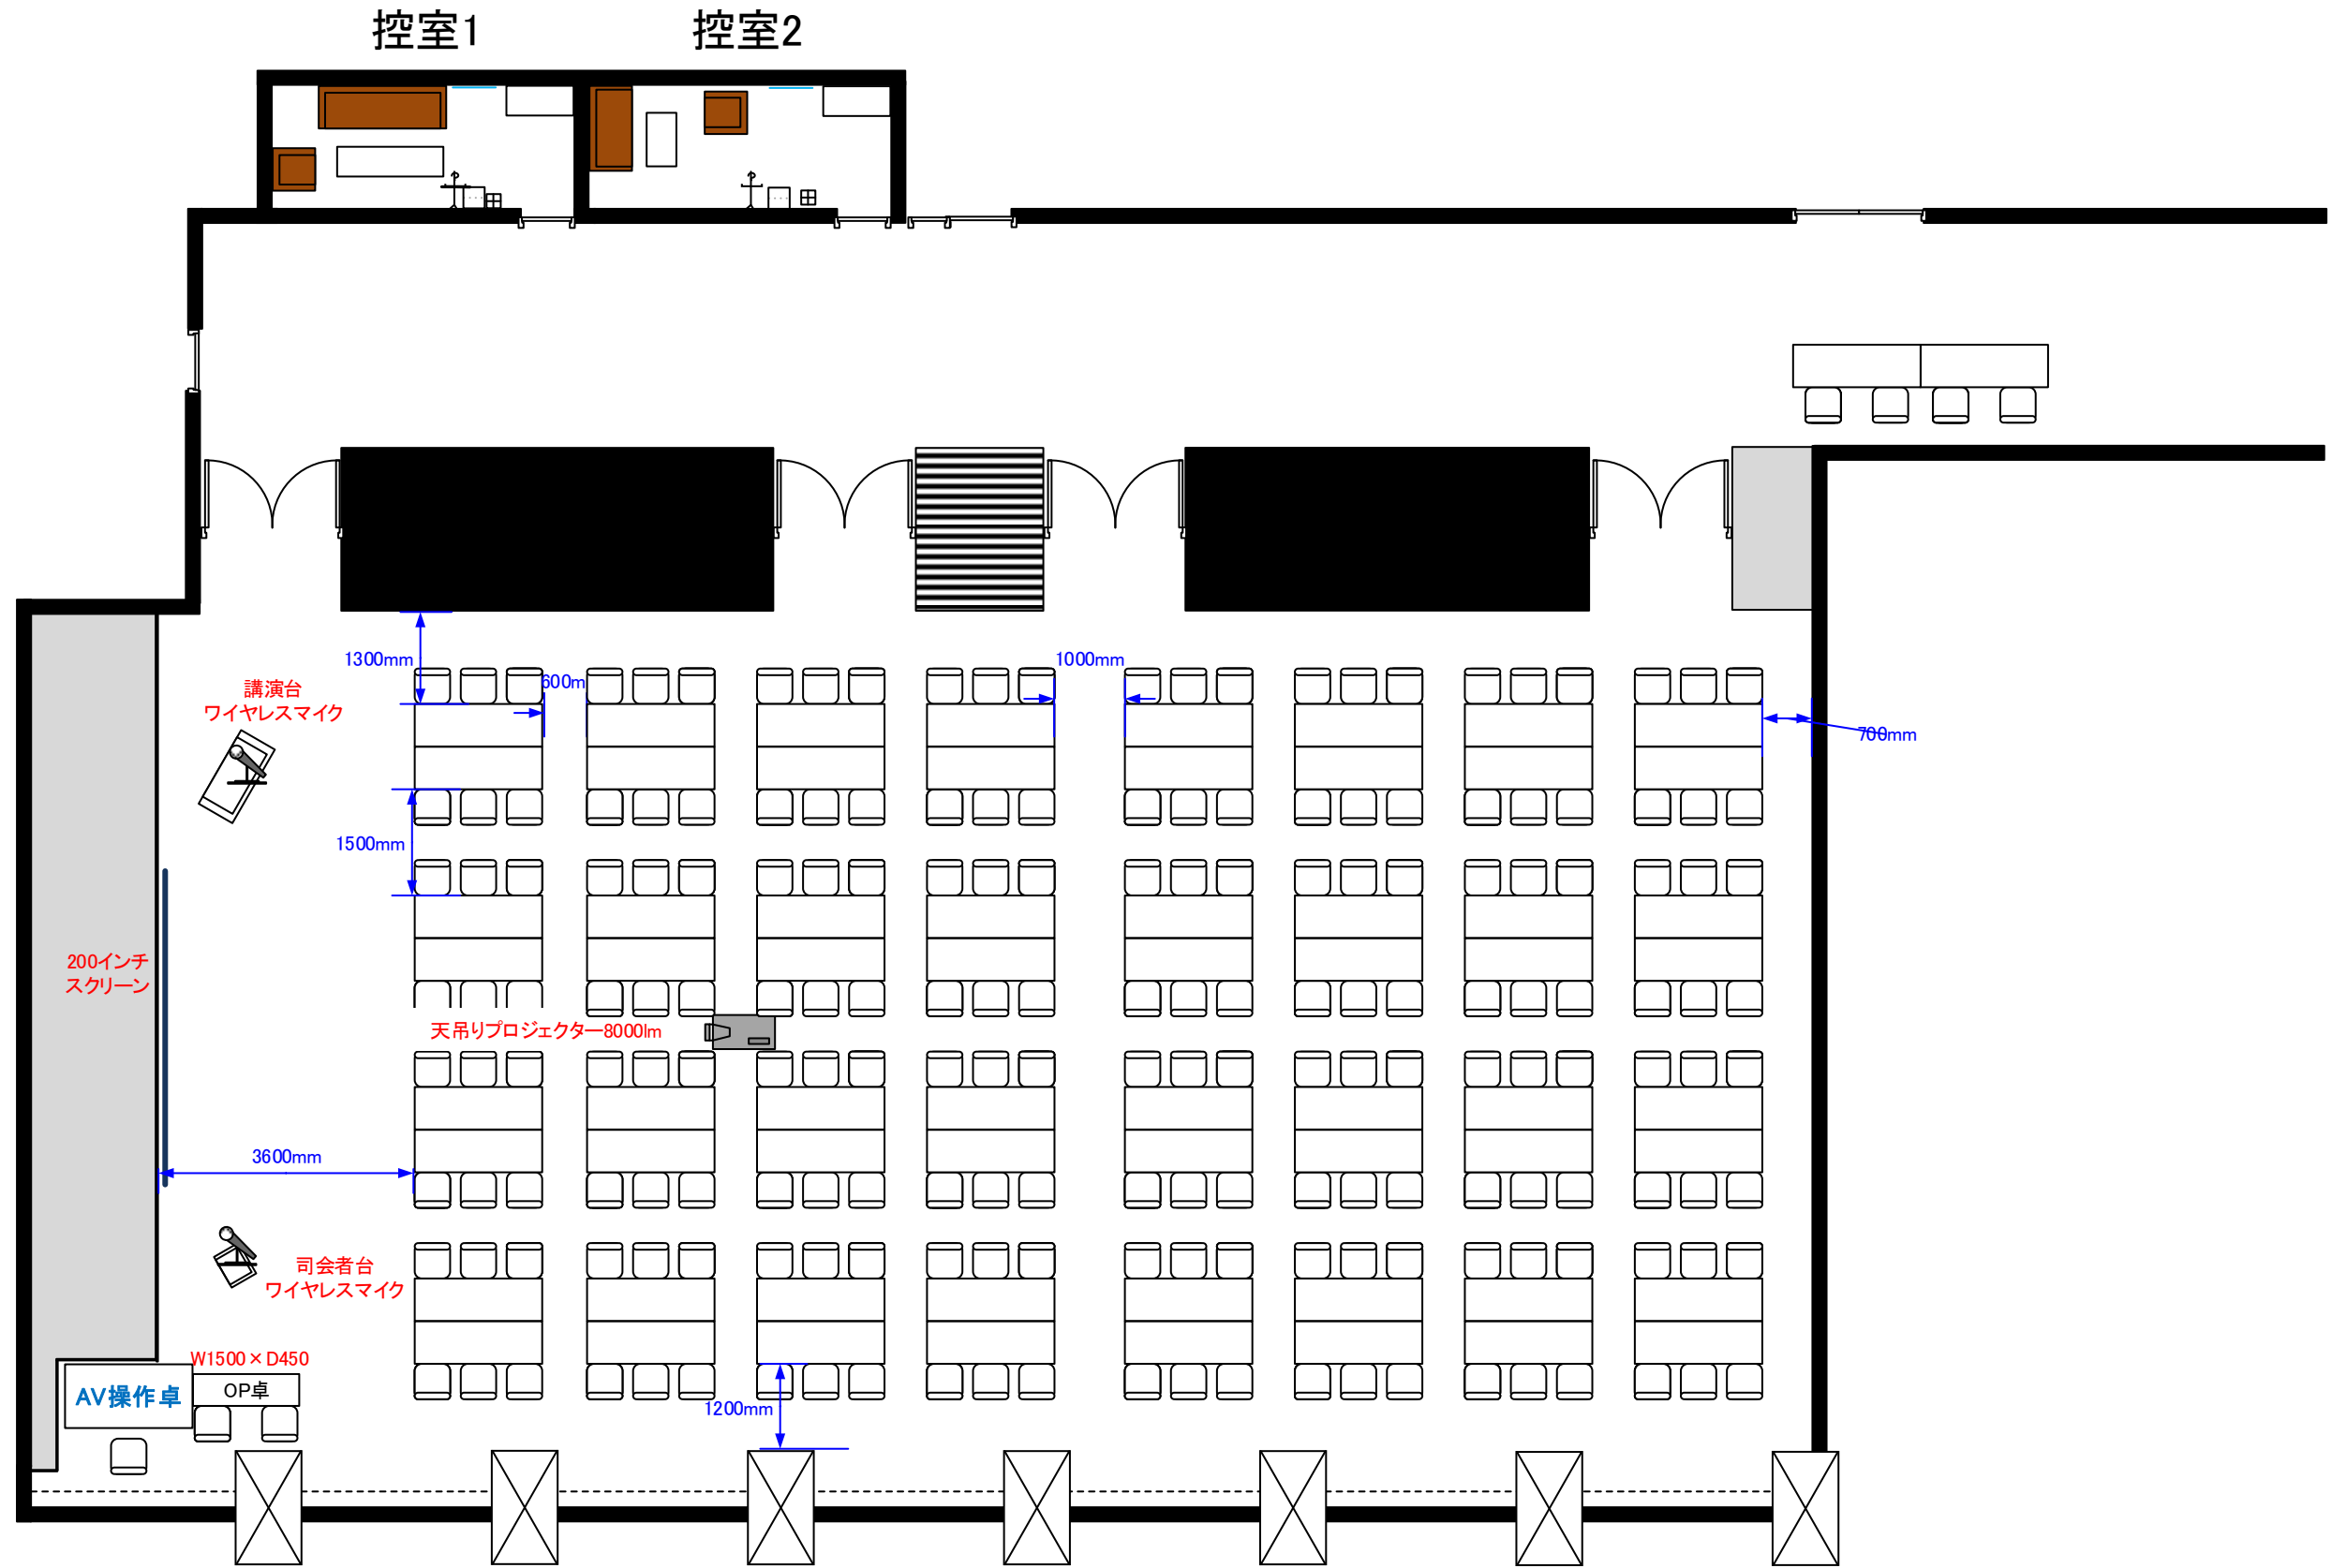 控室1
控室2
1300mm
1000mm
600m
講演台
ワイヤレスマイク
700mm
1500mm
200インチ
スクリーン
天吊りプロジェクター8000lm
3600mm
司会者台
ワイヤレスマイク
W1500×D450
OP卓
AV操作卓
1200mm